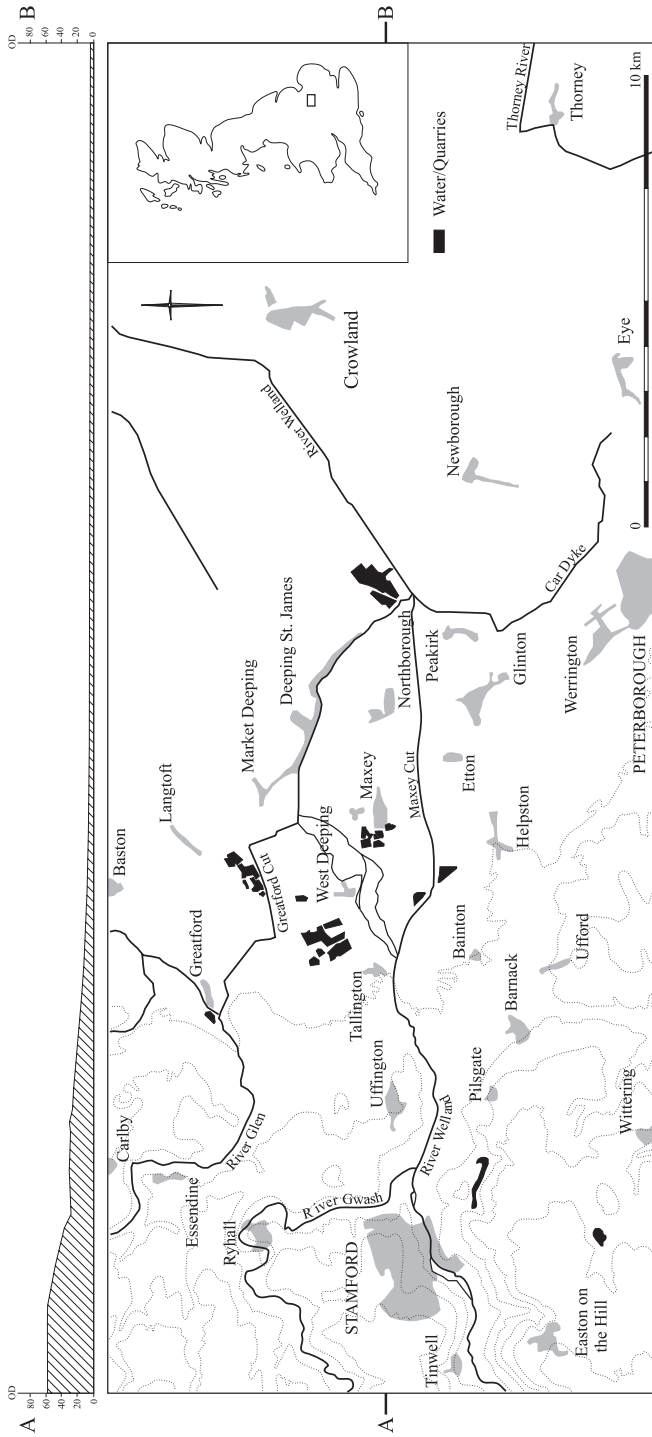 A
B
OD
80
60
40
20
0
OD
80
60
40
20
0
Carlby
Baston
Essendine
Greatford
Langtoft
River Glen
Ryhall
Greatford Cut
Market Deeping
River Gwash
Deeping St. James
River Welland
Crowland
STAMFORD
Uffington
Tallington
West Deeping
Maxey
A
B
Tinwell
River Welland
Maxey Cut
Northborough
Peakirk
Water/Quarries
Pilsgate
Bainton
Etton
Newborough
Barnack
Helpston
Glinton
Thorney River
Thorney
Easton on
the Hill
Ufford
Werrington
Car Dyke
Eye
Wittering
PETERBOROUGH
0
10 km